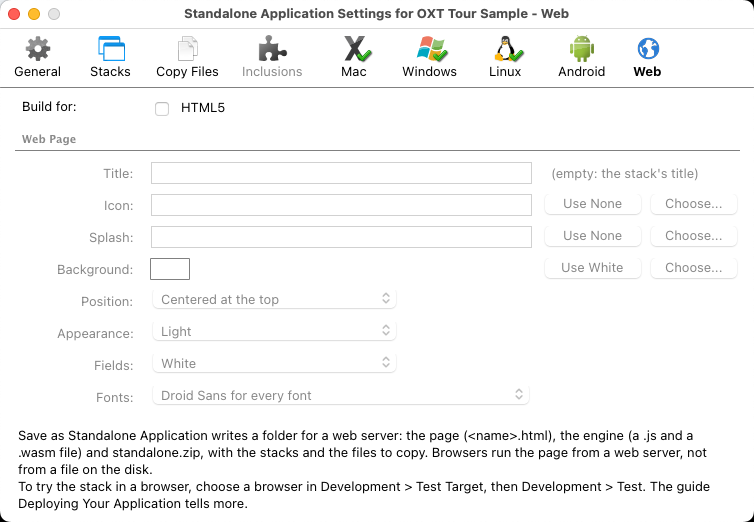 Standalone Application Settings for OXT Tour Sample - Web
General Stacks Copy Files Inclusions Mac Windows Linux Android Web
Build for: HTML5
Web Page
Title: (empty: the stack's title)
Icon: Use None Choose...
Splash: Use None Choose...
Background: Use White Choose...
Position: Centered at the top
Appearance: Light
Fields: White
Fonts: Droid Sans for every font
Save as Standalone Application writes a folder for a web server: the page (<name>.html), the engine (a .js and a
.wasm file) and standalone.zip, with the stacks and the files to copy. Browsers run the page from a web server, not
from a file on the disk.
To try the stack in a browser, choose a browser in Development > Test Target, then Development > Test. The guide
Deploying Your Application tells more.